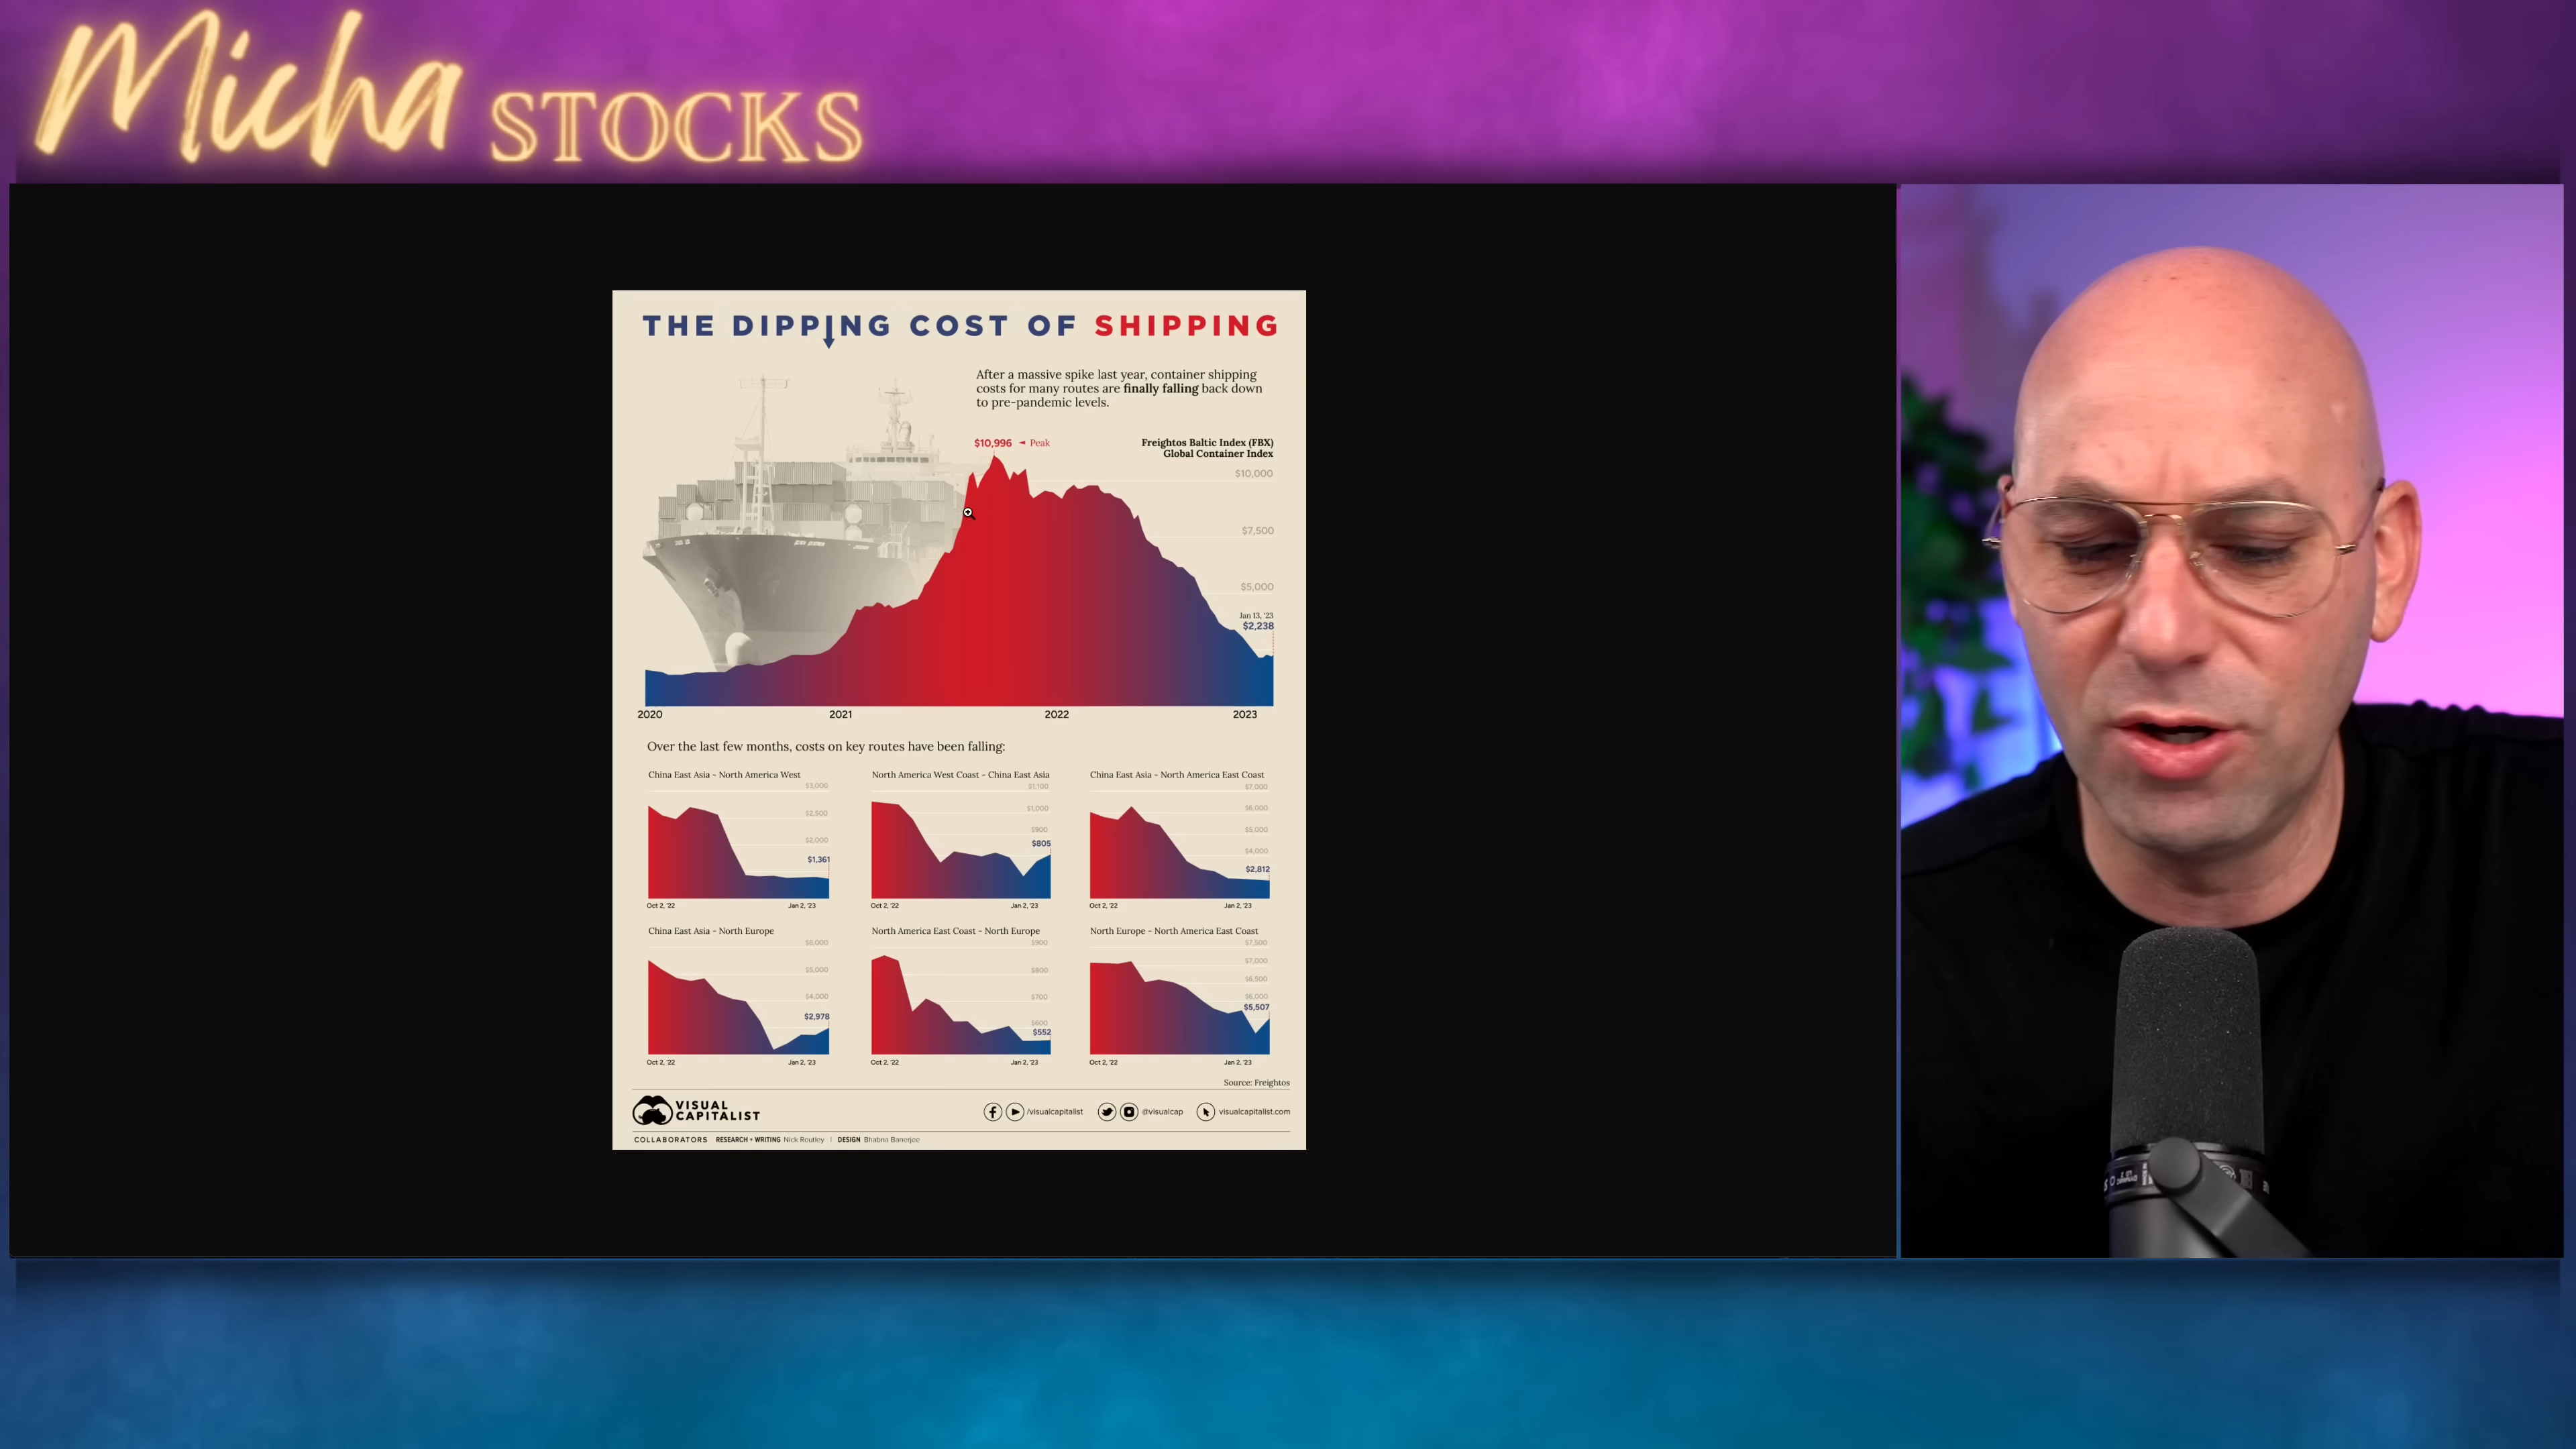 Micha STOCKS
THE DIPPING COST OF SHIPPING
After a massive spike last year, container shipping
costs for many routes are finally falling back down
to pre-pandemic levels.
$10,996 ◄ Peak
Freightos Baltic Index (FBX)
Global Container Index
$10,000
$7,500
$5,000
Jan 13, '23
$2,238
2020 2021 2022 2023
Over the last few months, costs on key routes have been falling:
China East Asia - North America West
$3,000
$2,500
$2,000
$1,361
Oct 2, '22 Jan 2, '23
North America West Coast - China East Asia
$1,100
$1,000
$900
$805
Oct 2, '22 Jan 2, '23
China East Asia - North America East Coast
$7,000
$6,000
$5,000
$4,000
$2,812
Oct 2, '22 Jan 2, '23
China East Asia - North Europe
$6,000
$5,000
$4,000
$2,978
Oct 2, '22 Jan 2, '23
North America East Coast - North Europe
$900
$800
$700
$600
$552
Oct 2, '22 Jan 2, '23
North Europe - North America East Coast
$7,500
$7,000
$6,500
$6,000
$5,507
Oct 2, '22 Jan 2, '23
Source: Freightos
VISUAL
CAPITALIST
/visualcapitalist @visualcap visualcapitalist.com
COLLABORATORS RESEARCH + WRITING Nick Routley | DESIGN Bhabna Banerjee